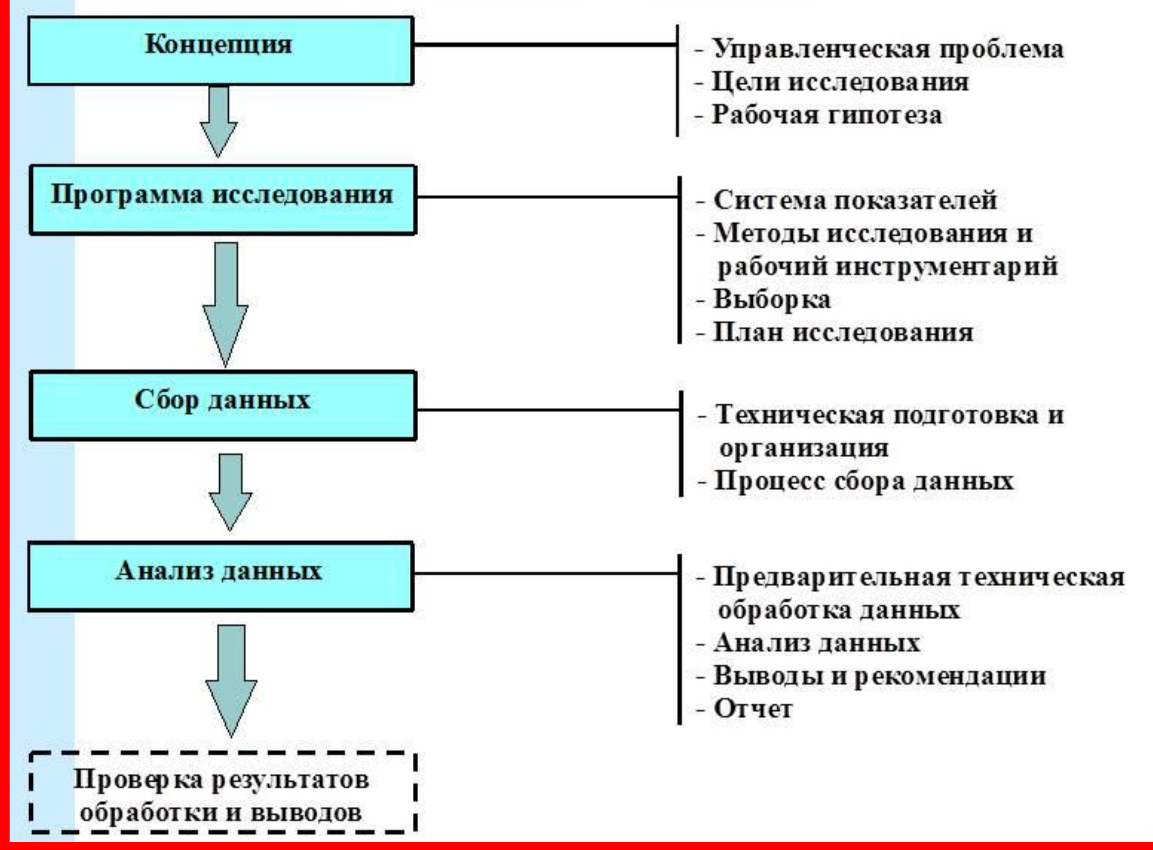 Концепция
- Управленческая проблема
- Цели исследования
- Рабочая гипотеза
Программа исследования
- Система показателей
- Методы исследования и
рабочий инструментарий
- Выборка
- План исследования
Сбор данных
- Техническая подготовка и
организация
- Процесс сбора данных
Анализ данных
- Предварительная техническая
обработка данных
- Анализ данных
- Выводы и рекомендации
- Отчет
Проверка результатов
обработки и выводов